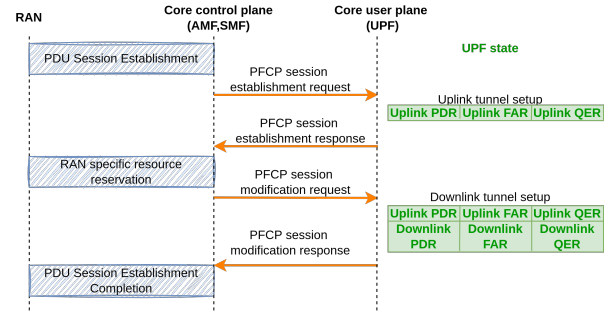 RAN
Core control plane
(AMF,SMF)
Core user plane
(UPF)
UPF state
PDU Session Establishment
PFCP session
establishment request
Uplink tunnel setup
Uplink PDR Uplink FAR Uplink QER
PFCP session
establishment response
RAN specific resource
reservation
PFCP session
modification request
Downlink tunnel setup
Uplink PDR Uplink FAR Uplink QER
Downlink PDR Downlink FAR Downlink QER
PFCP session
modification response
PDU Session Establishment
Completion